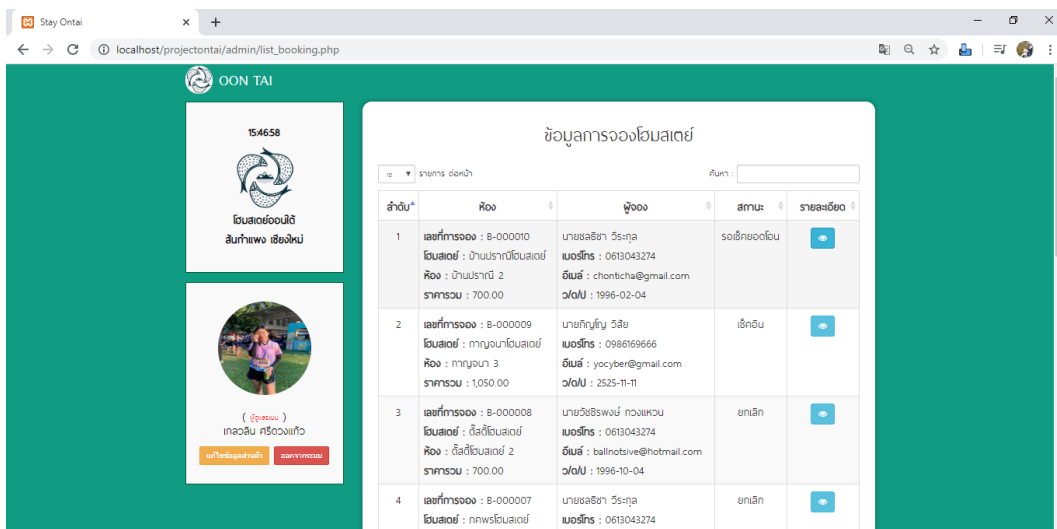 Stay Ontai
localhost/projectontai/admin/list_booking.php
OON TAI
15:46:58
โฮมสเตย์ออนใต้
สันกำแพง เชียงใหม่
( ผู้ดูแลระบบ )
เกลวลิน ศรีดวงแก้ว
แก้ไขข้อมูลส่วนตัว
ออกจากระบบ
ข้อมูลการจองโฮมสเตย์
10 รายการ ต่อหน้า
ค้นหา :
ลำดับ ห้อง ผู้จอง สถานะ รายละเอียด
1 เลขที่การจอง : B-000010 นายชลธิชา วีระกุล รอเช็คยอดโอน
โฮมสเตย์ : บ้านปราณีโฮมสเตย์ เบอร์โทร : 0613043274
ห้อง : บ้านปราณี 2 อีเมล์ : chonticha@gmail.com
ราคารวม : 700.00 ว/ด/ป : 1996-02-04
2 เลขที่การจอง : B-000009 นายภิญโญ วิสัย เช็คอิน
โฮมสเตย์ : กาญจนาโฮมสเตย์ เบอร์โทร : 0986169666
ห้อง : กาญจนา 3 อีเมล์ : yocyber@gmail.com
ราคารวม : 1,050.00 ว/ด/ป : 2525-11-11
3 เลขที่การจอง : B-000008 นายวัชชิรพงษ์ กวงแหวน ยกเลิก
โฮมสเตย์ : ตั๊สตี้โฮมสเตย์ เบอร์โทร : 0613043274
ห้อง : ตั๊สตี้โฮมสเตย์ 2 อีเมล์ : ballnotsive@hotmail.com
ราคารวม : 700.00 ว/ด/ป : 1996-10-04
4 เลขที่การจอง : B-000007 นายชลธิชา วีระกุล ยกเลิก
โฮมสเตย์ : ภคพรโฮมสเตย์ เบอร์โทร : 0613043274